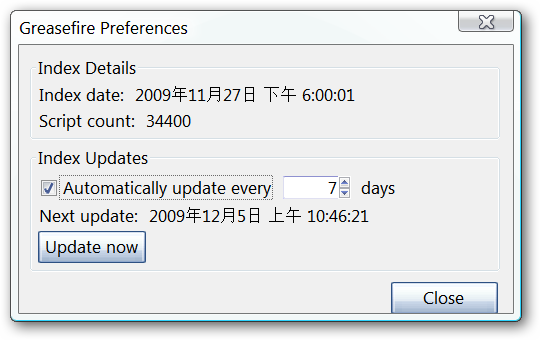 Greasefire Preferences
Index Details
Index date: 2009年11月27日 下午 6:00:01
Script count: 34400
Index Updates
Automatically update every 7 days
Next update: 2009年12月5日 上午 10:46:21
Update now
Close